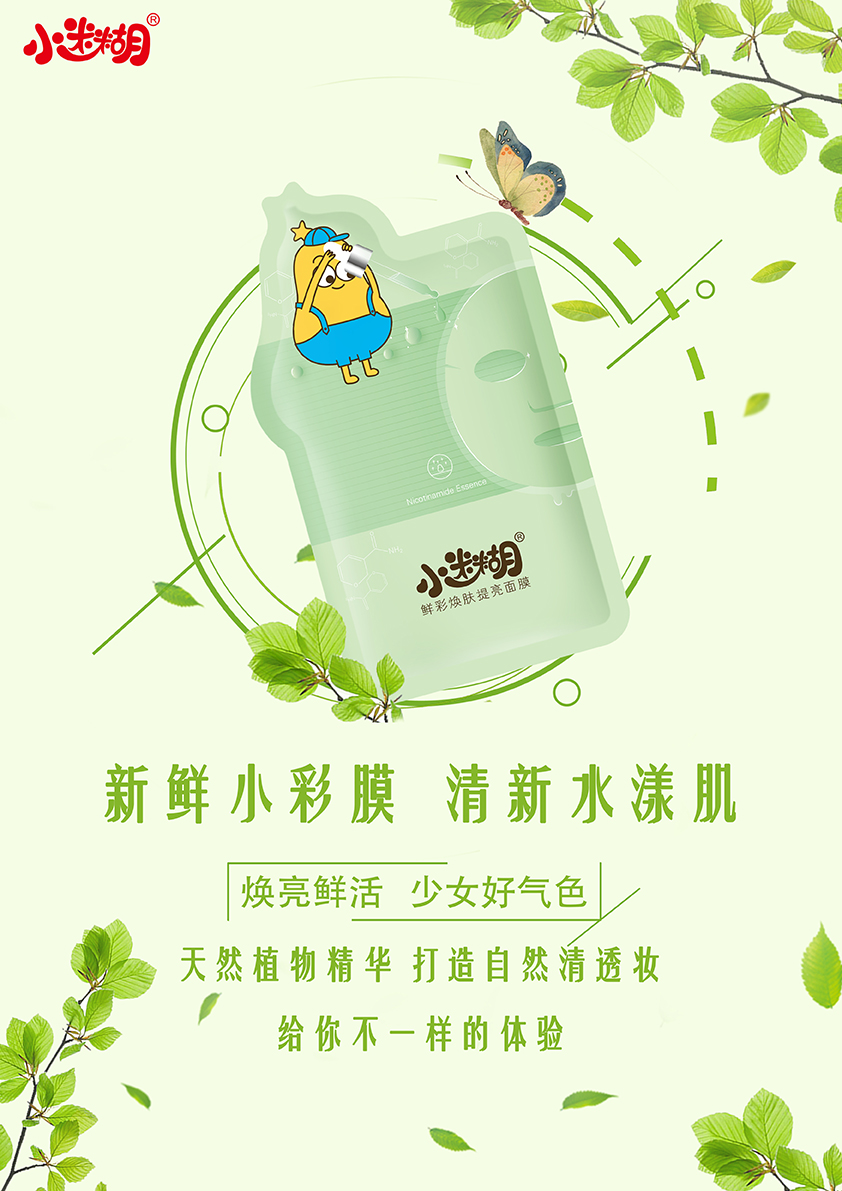 小迷糊®
Nicotinamide Essence
NH₂
小迷糊®
鲜彩焕肤提亮面膜
新鲜小彩膜 清新水漾肌
焕亮鲜活 少女好气色
天然植物精华 打造自然清透妆
给你不一样的体验